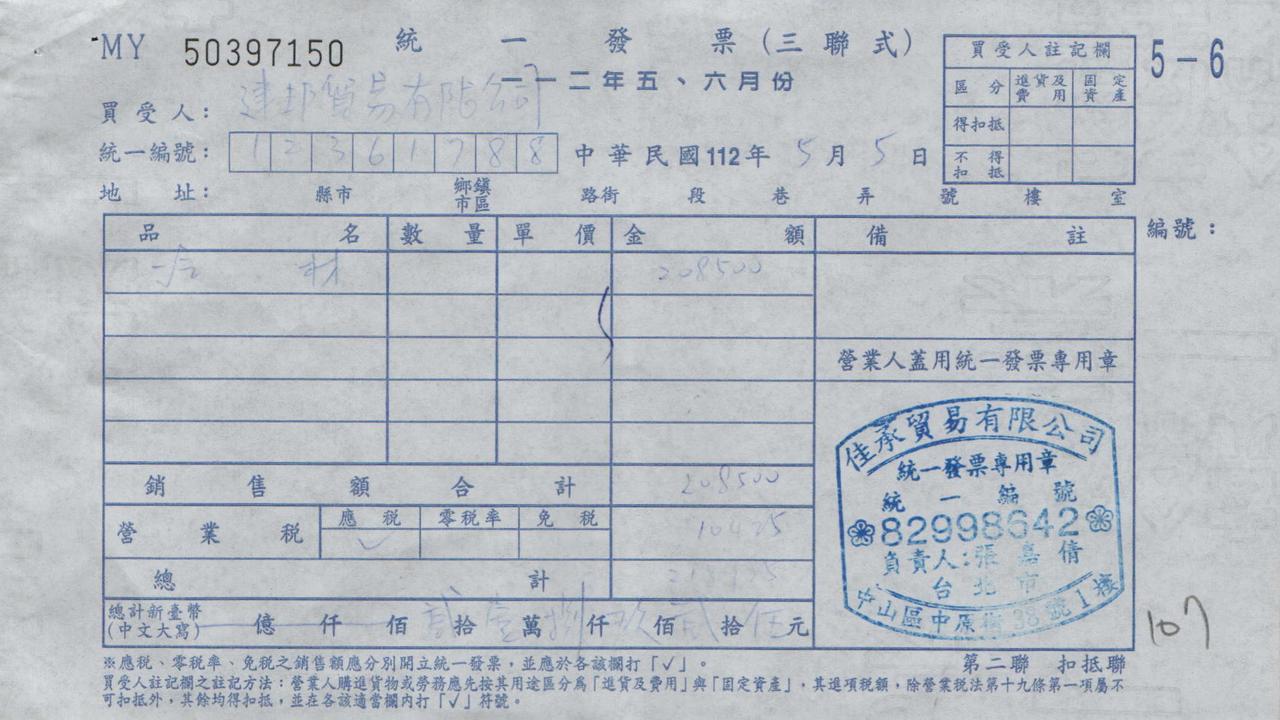 MY 50397150 統一發票(三聯式) 5-6
一一二年五、六月份
買受人: 達邦貿易有限公司
統一編號: 12361788 中華民國112年5月5日
地址: 縣市 鄉鎮市區 路街 段 巷 弄 號 樓 室
買受人註記欄
區分 進貨及費用 固定資產
得扣抵
不得扣抵
品名 數量 單價 金額 備註 編號:
材 208500
營業人蓋用統一發票專用章
銷售額合計 208500
營業稅 應稅 零稅率 免稅 10425
✓
總計
總計新臺幣(中文大寫) 億 仟 佰 貳 拾 壹 萬 捌 仟 玖 佰 貳 拾 伍 元
佳承貿易有限公司
統一發票專用章
統一編號
82998642
負責人:張嘉倩
台北市
中山區中原街38號1樓
107
※應稅、零稅率、免稅之銷售額應分別開立統一發票,並應於各該欄打「✓」。 第二聯 扣抵聯
買受人註記欄之註記方法:營業人購進貨物或勞務應先按其用途區分為「進貨及費用」與「固定資產」,其進項稅額,除營業稅法第十九條第一項屬不
可扣抵外,其餘均得扣抵,並在各該適當欄內打「✓」符號。